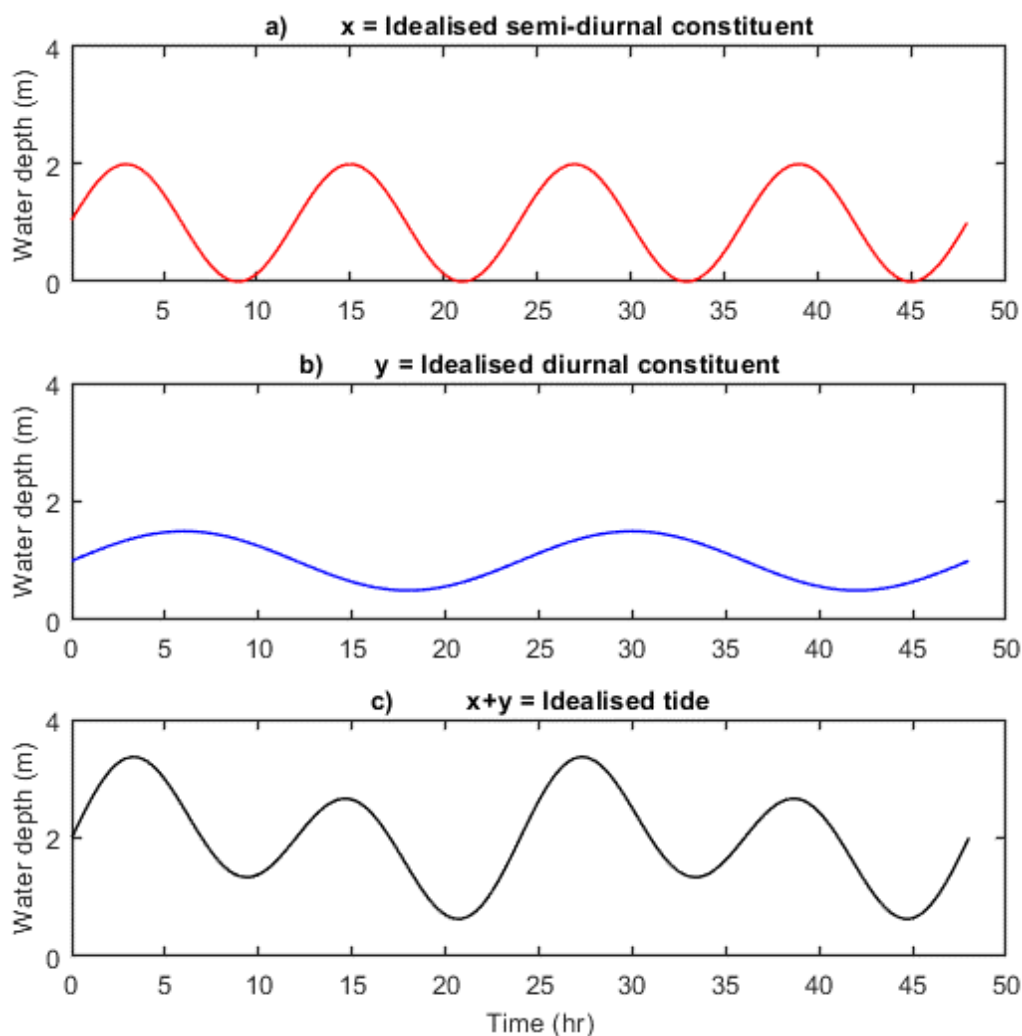 a) x = Idealised semi-diurnal constituent
4
2
0
Water depth (m)
5 10 15 20 25 30 35 40 45 50
b) y = Idealised diurnal constituent
4
2
0
Water depth (m)
0 5 10 15 20 25 30 35 40 45 50
c) x+y = Idealised tide
4
2
0
Water depth (m)
0 5 10 15 20 25 30 35 40 45 50
Time (hr)